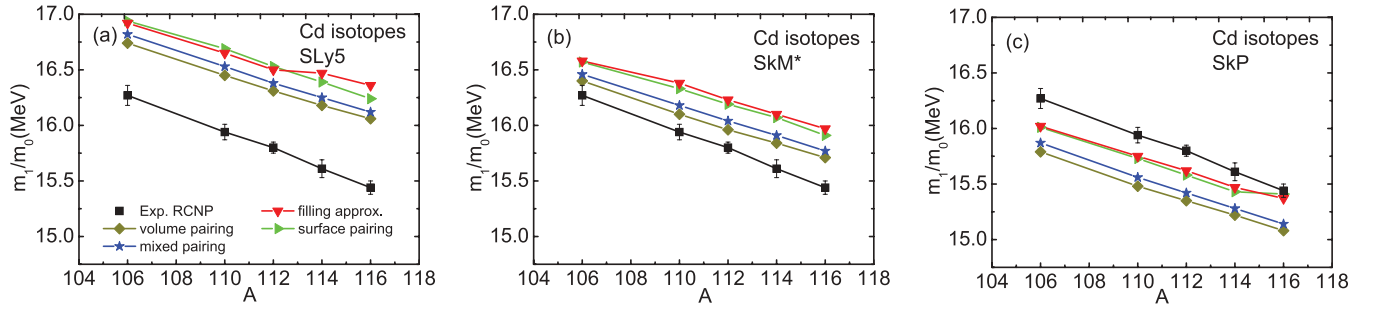 (a)
Cd isotopes
SLy5
m1/m0(MeV)
17.0
16.5
16.0
15.5
15.0
Exp. RCNP
volume pairing
mixed pairing
filling approx.
surface pairing
104 106 108 110 112 114 116 118
A
(b)
Cd isotopes
SkM*
m1/m0(MeV)
17.0
16.5
16.0
15.5
15.0
104 106 108 110 112 114 116 118
A
(c)
Cd isotopes
SkP
m1/m0(MeV)
17.0
16.5
16.0
15.5
15.0
104 106 108 110 112 114 116 118
A